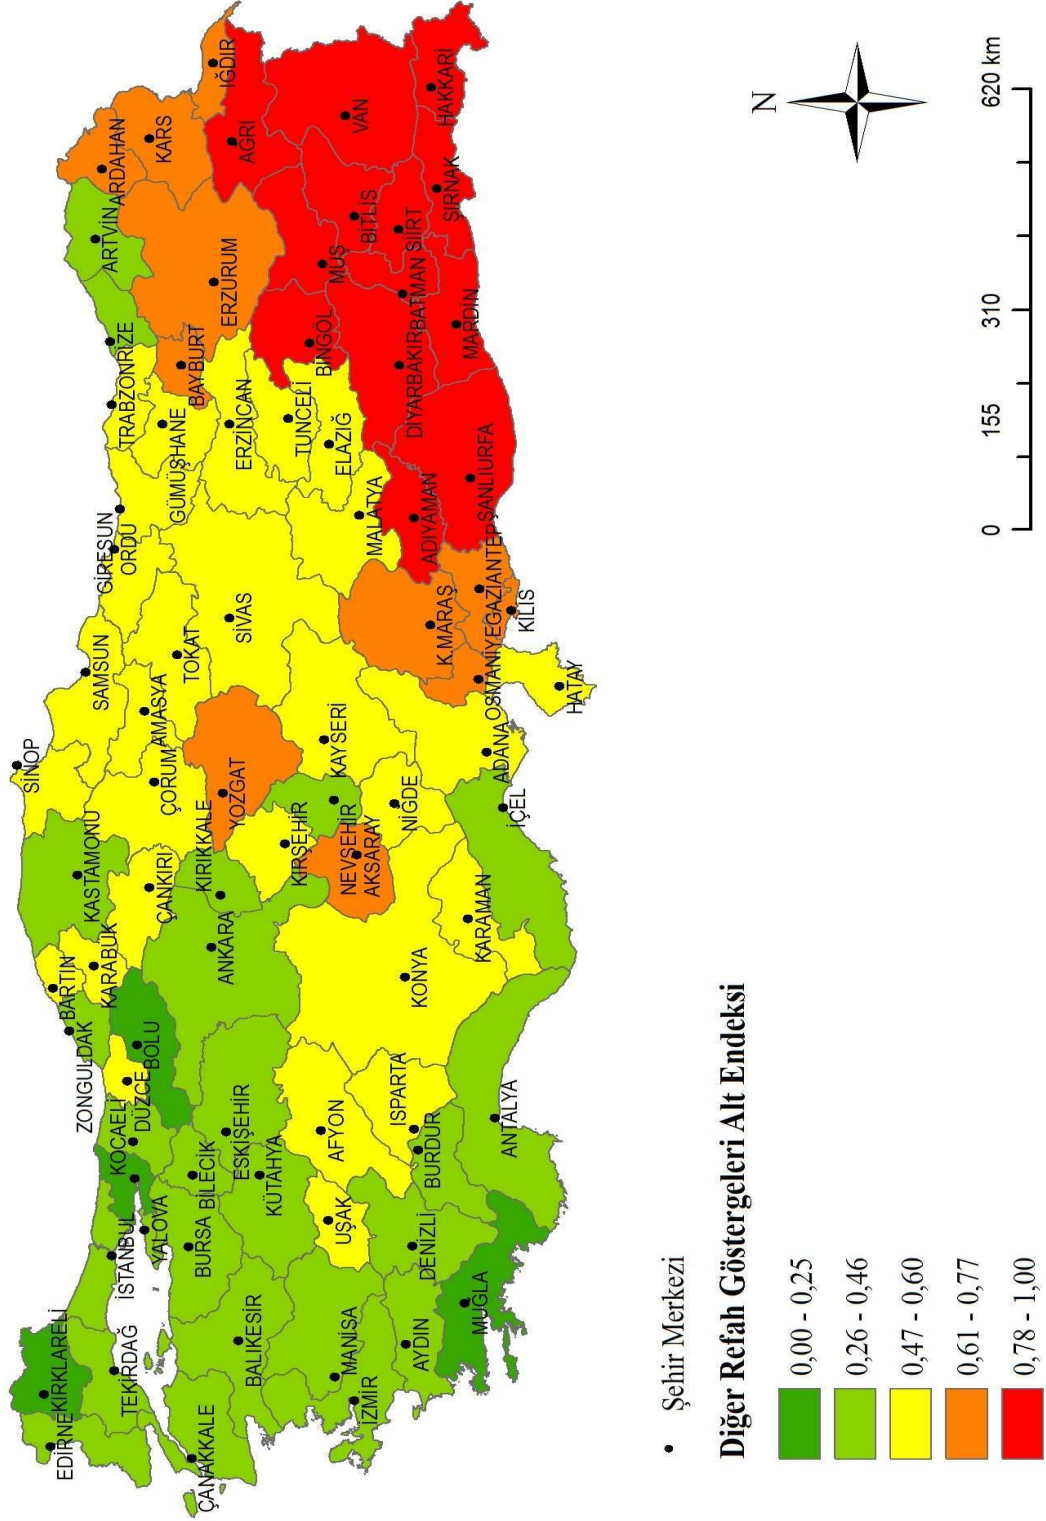 EDİRNE
KIRKLARELİ
TEKİRDAĞ
ÇANAKKALE
İSTANBUL
YALOVA
KOCAELİ
DÜZCE
BOLU
ZONGULDAK
BARTIN
KARABÜK
KASTAMONU
ÇANKIRI
SİNOP
SAMSUN
ÇORUM
AMASYA
TOKAT
ORDU
GİRESUN
GÜMÜŞHANE
TRABZON
RİZE
BAYBURT
ARTVİN
ARDAHAN
KARS
IĞDIR
AĞRI
ERZURUM
ERZİNCAN
TUNCELİ
ELAZIĞ
BİNGÖL
MUŞ
BİTLİS
VAN
HAKKARİ
ŞIRNAK
SİİRT
BATMAN
DİYARBAKIR
MARDİN
ŞANLIURFA
ADIYAMAN
MALATYA
SİVAS
K.MARAŞ
GAZİANTEP
KİLİS
OSMANİYE
HATAY
ADANA
KAYSERİ
YOZGAT
KIRIKKALE
KIRŞEHİR
NEVŞEHİR
AKSARAY
NİĞDE
İÇEL
KARAMAN
KONYA
ANKARA
ESKİŞEHİR
BİLECİK
BURSA
KÜTAHYA
BALIKESİR
MANİSA
İZMİR
AYDIN
MUĞLA
DENİZLİ
UŞAK
AFYON
ISPARTA
BURDUR
ANTALYA
N
0 155 310 620 km
Şehir Merkezi
Diğer Refah Göstergeleri Alt Endeksi
0,00 - 0,25
0,26 - 0,46
0,47 - 0,60
0,61 - 0,77
0,78 - 1,00